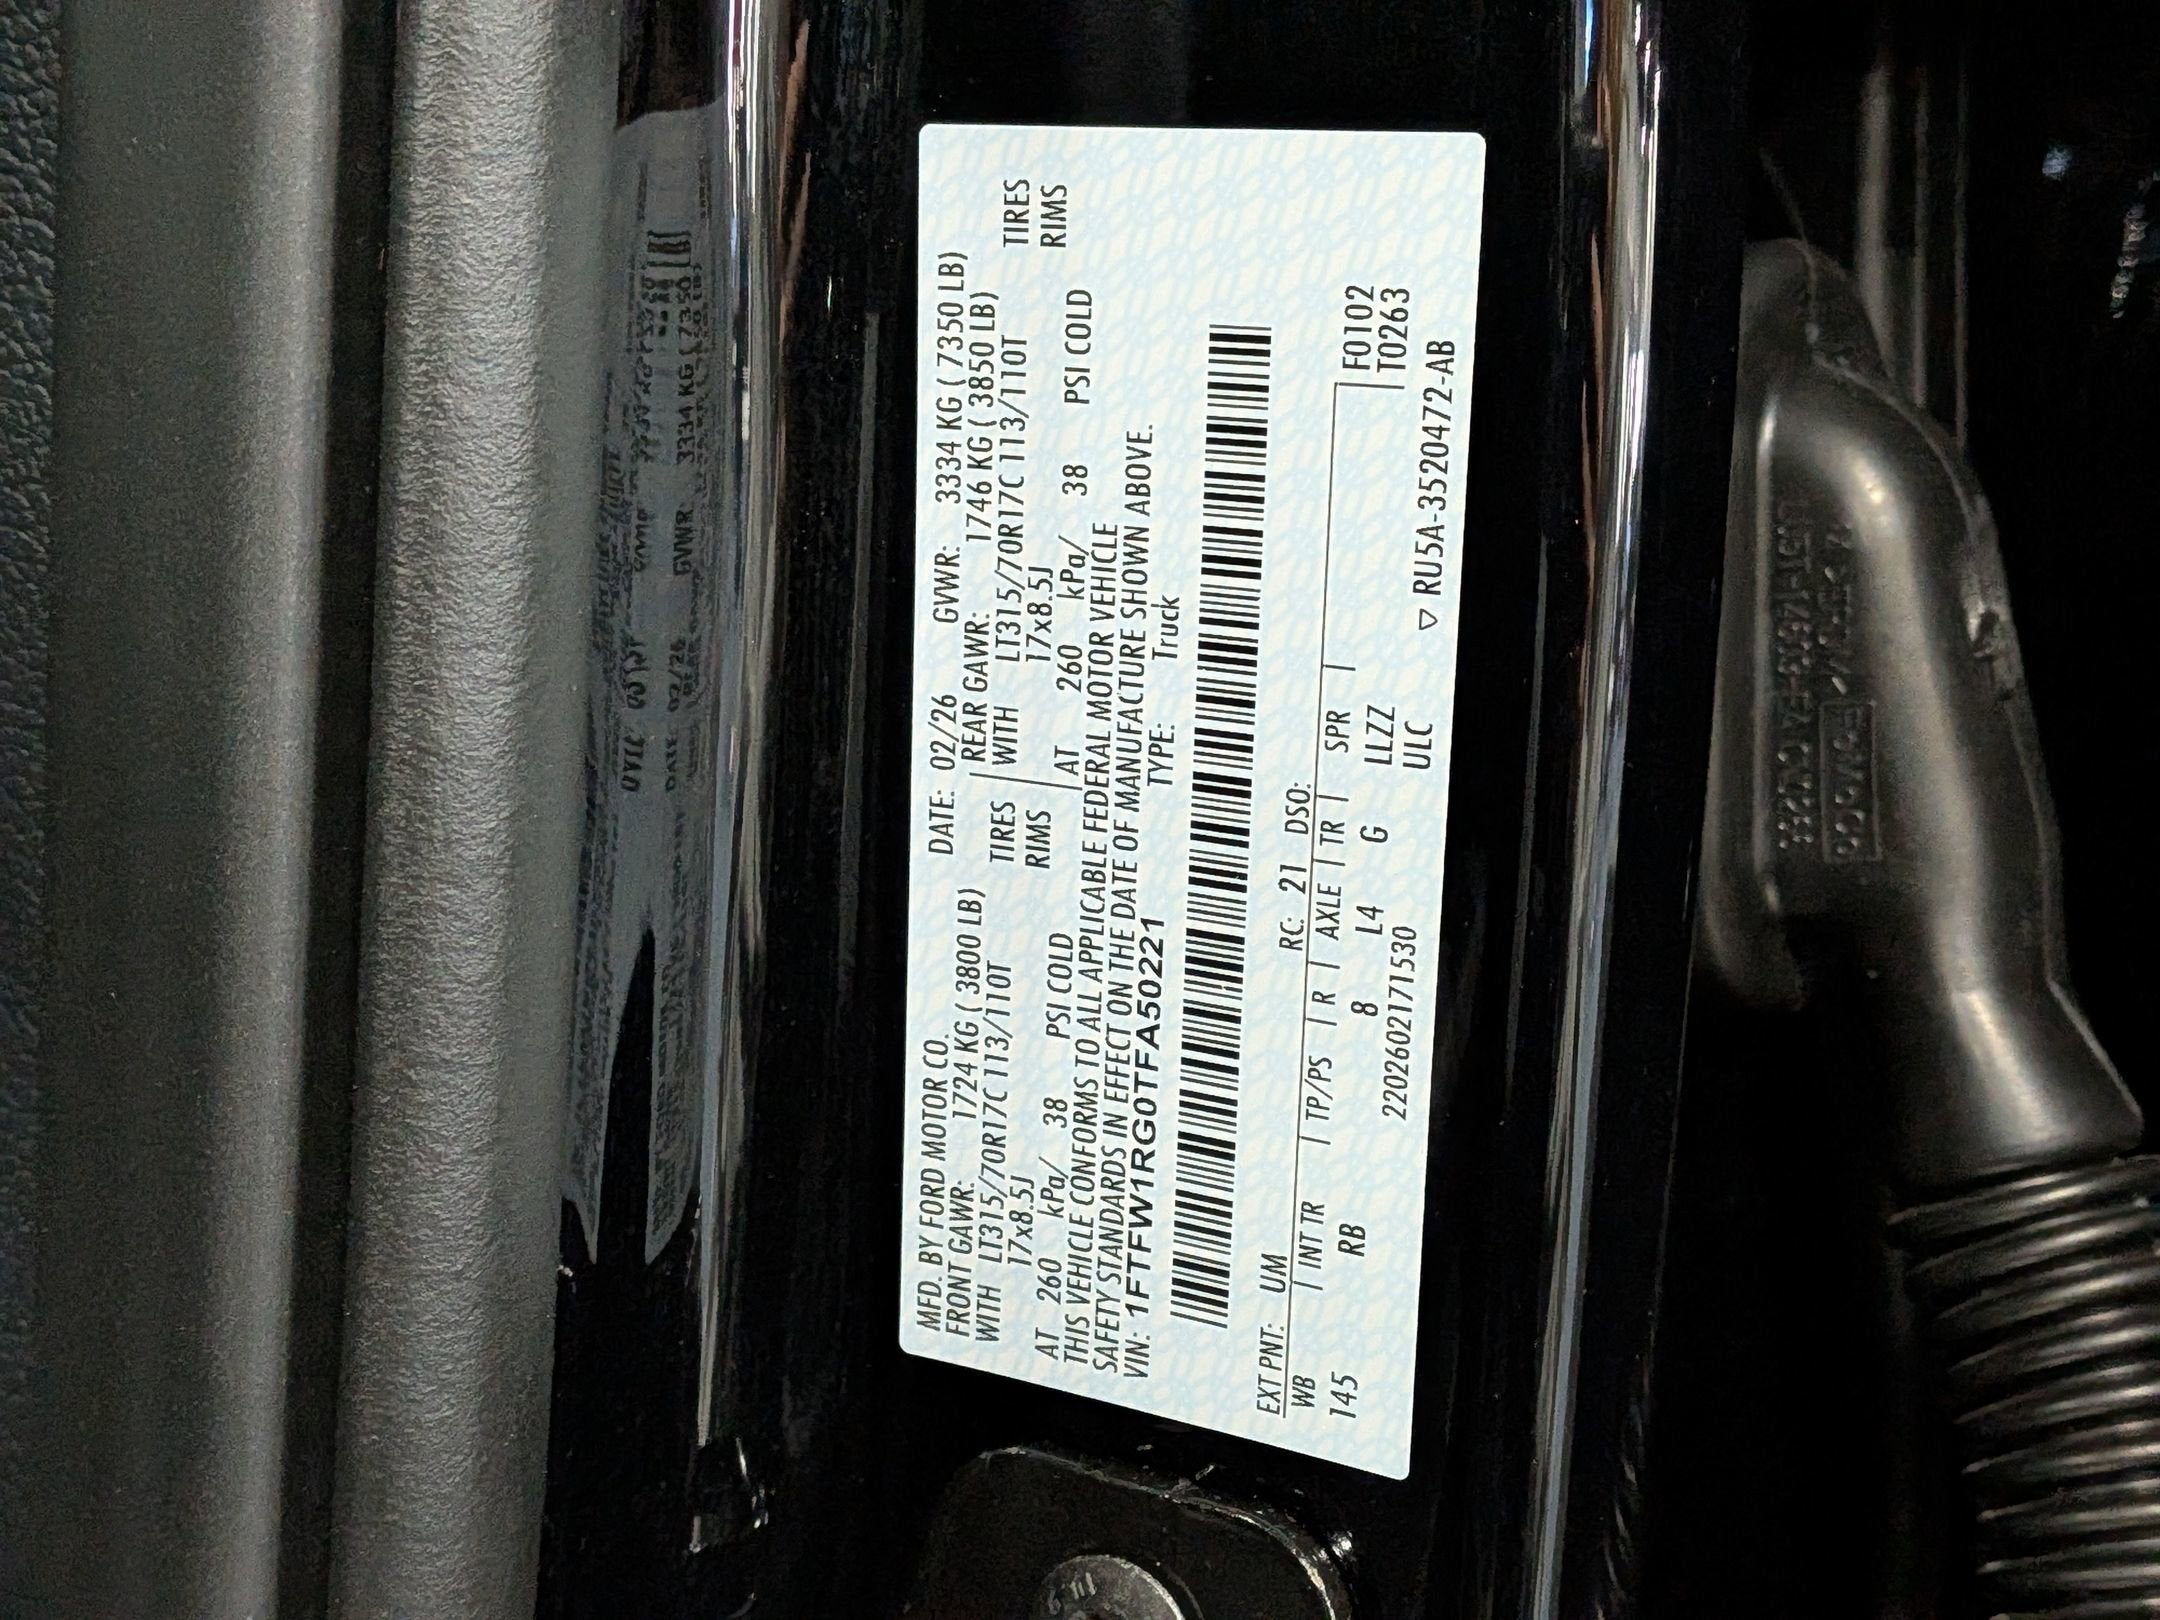 MFD. BY FORD MOTOR CO. DATE: 02/26 GVWR: 3334 KG ( 7350 LB)
FRONT GAWR: 1724 KG ( 3800 LB) REAR GAWR: 1746 KG ( 3850 LB)
WITH LT315/70R17C 113/110T TIRES WITH LT315/70R17C 113/110T TIRES
17x8.5J RIMS 17x8.5J RIMS
AT 260 kPa/ 38 PSI COLD AT 260 kPa/ 38 PSI COLD
THIS VEHICLE CONFORMS TO ALL APPLICABLE FEDERAL MOTOR VEHICLE
SAFETY STANDARDS IN EFFECT ON THE DATE OF MANUFACTURE SHOWN ABOVE.
VIN: 1FTFW1RG0TFA50221 TYPE: Truck
EXT PNT: UM RC: 21 DSO:
WB INT TR TP/PS R AXLE TR SPR F0102
145 RB 8 L4 G LLZZ T0263
2202602171530 ULC ▽ RU5A-3520472-AB
GVWR 3334 KG ( 7350